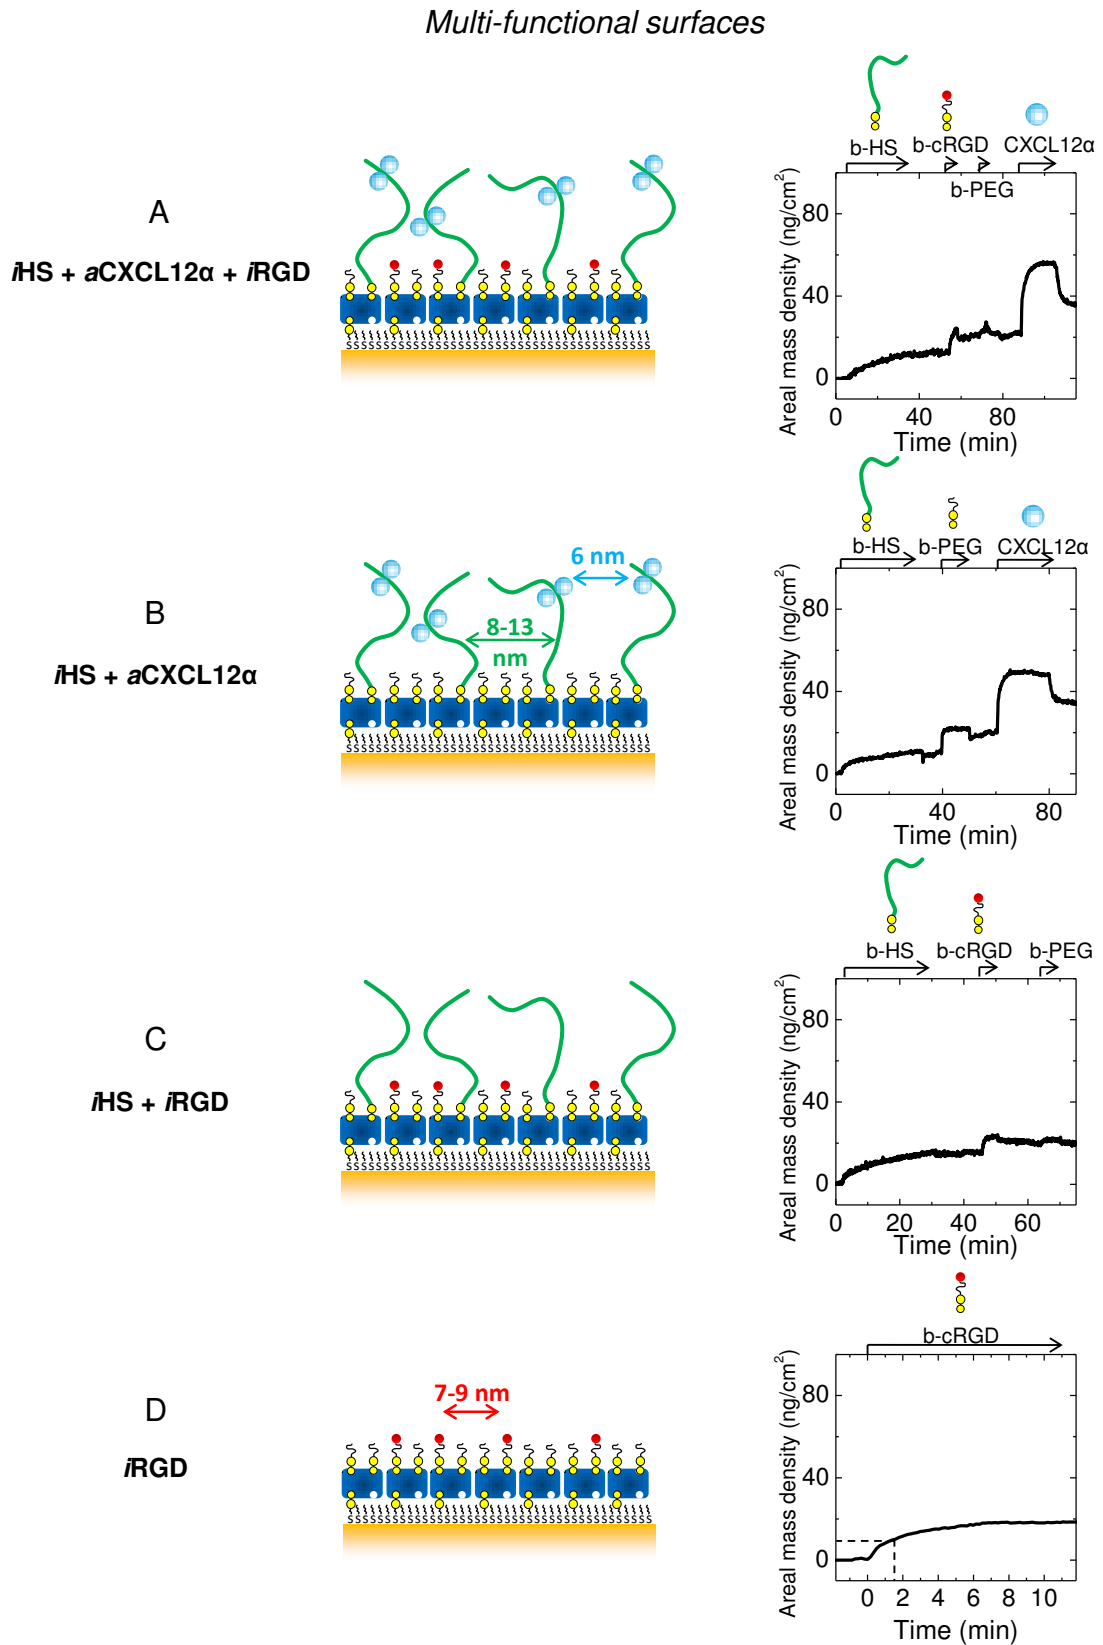 Multi-functional surfaces
A
iHS + aCXCL12α + iRGD
b-HS b-cRGD CXCL12α
b-PEG
Areal mass density (ng/cm²)
80
40
0
0 40 80
Time (min)
B
iHS + aCXCL12α
6 nm
8-13
nm
b-HS b-PEG CXCL12α
Areal mass density (ng/cm²)
80
40
0
0 40 80
Time (min)
C
iHS + iRGD
b-HS b-cRGD b-PEG
Areal mass density (ng/cm²)
80
40
0
0 20 40 60
Time (min)
D
iRGD
7-9 nm
b-cRGD
Areal mass density (ng/cm²)
80
40
0
0 2 4 6 8 10
Time (min)